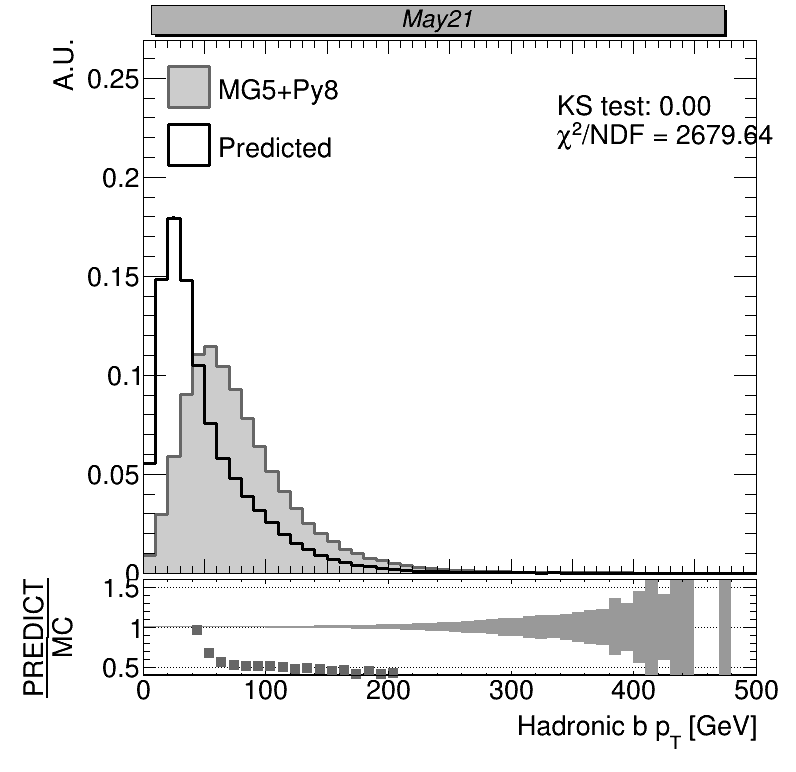 May21
A.U.
0.25
0.2
0.15
0.1
0.05
0
MG5+Py8
Predicted
KS test: 0.00
χ²/NDF = 2679.64
PREDICT
MC
1.5
1
0.5
0 100 200 300 400 500
Hadronic b pT [GeV]